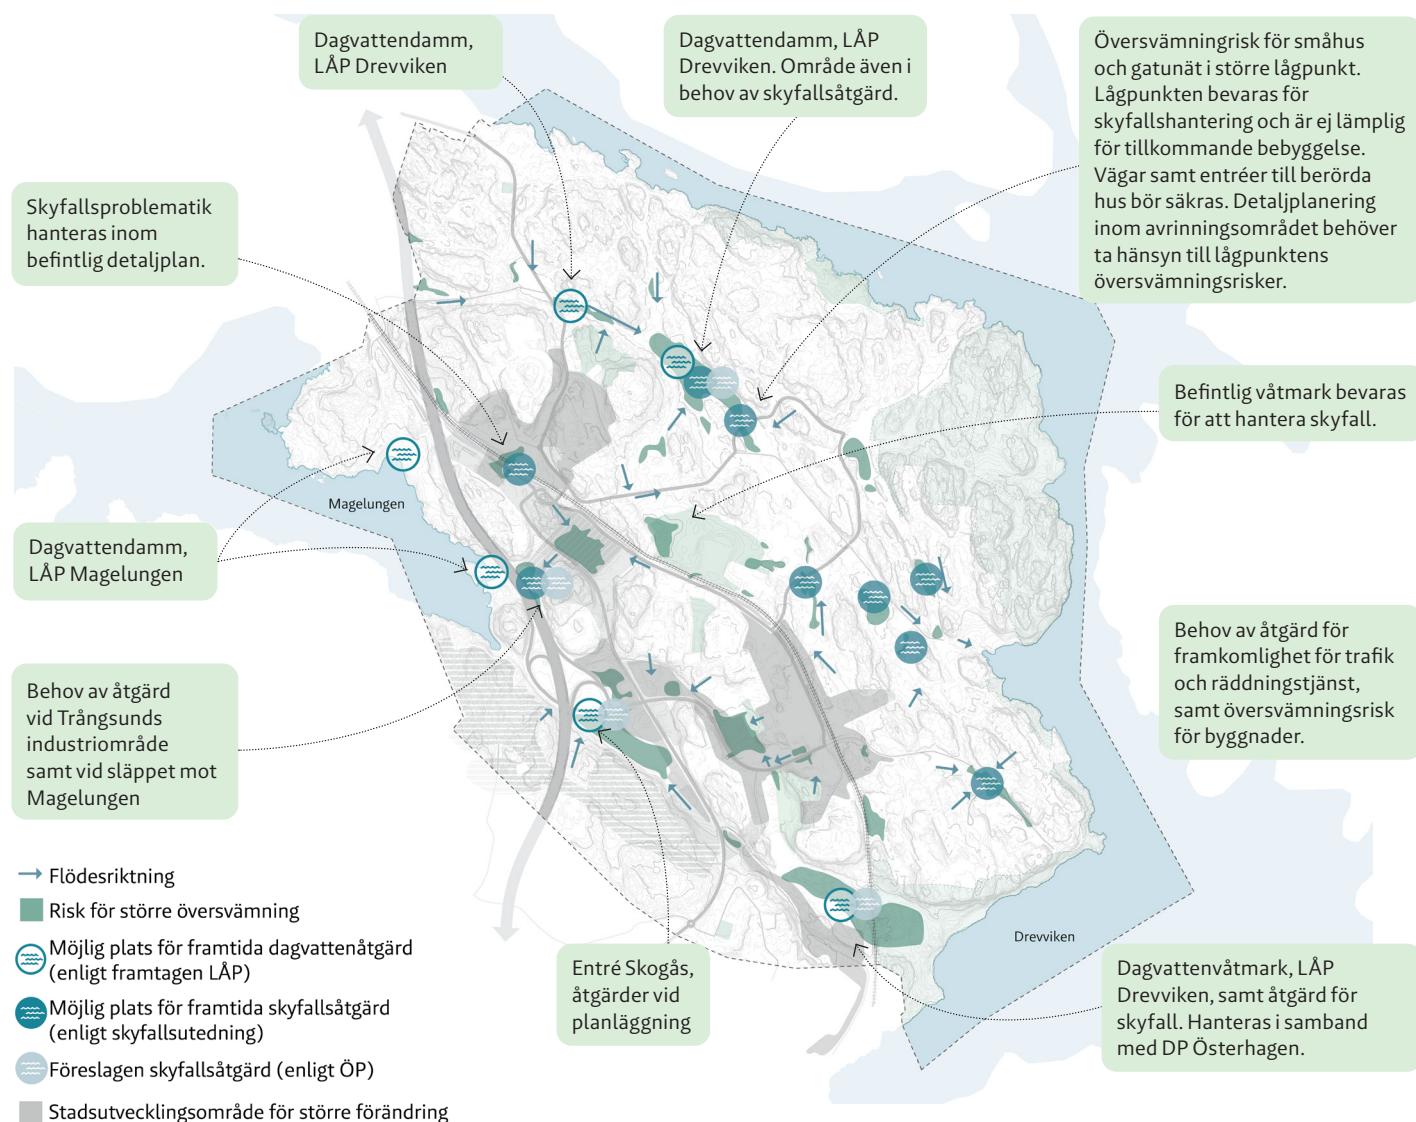 Dagvattendamm,
LÅP Drevviken
Dagvattendamm, LÅP
Drevviken. Område även i
behov av skyfallsåtgärd.
Översvämningrisk för småhus
och gatunät i större lågpunkt.
Lågpunkten bevaras för
skyfallshantering och är ej lämplig
för tillkommande bebyggelse.
Vägar samt entréer till berörda
hus bör säkras. Detaljplanering
inom avrinningsområdet behöver
ta hänsyn till lågpunktens
översvämningsrisker.
Skyfallsproblematik
hanteras inom
befintlig detaljplan.
Befintlig våtmark bevaras
för att hantera skyfall.
Magelungen
Dagvattendamm,
LÅP Magelungen
Behov av åtgärd för
framkomlighet för trafik
och räddningstjänst,
samt översvämningsrisk
för byggnader.
Behov av åtgärd
vid Trångsunds
industriområde
samt vid släppet mot
Magelungen
Flödesriktning
Risk för större översvämning
Möjlig plats för framtida dagvattenåtgärd
(enligt framtagen LÅP)
Möjlig plats för framtida skyfallsåtgärd
(enligt skyfallsutedning)
Föreslagen skyfallsåtgärd (enligt ÖP)
Stadsutvecklingsområde för större förändring
Entré Skogås,
åtgärder vid
planläggning
Drevviken
Dagvattenvåtmark, LÅP
Drevviken, samt åtgärd för
skyfall. Hanteras i samband
med DP Österhagen.